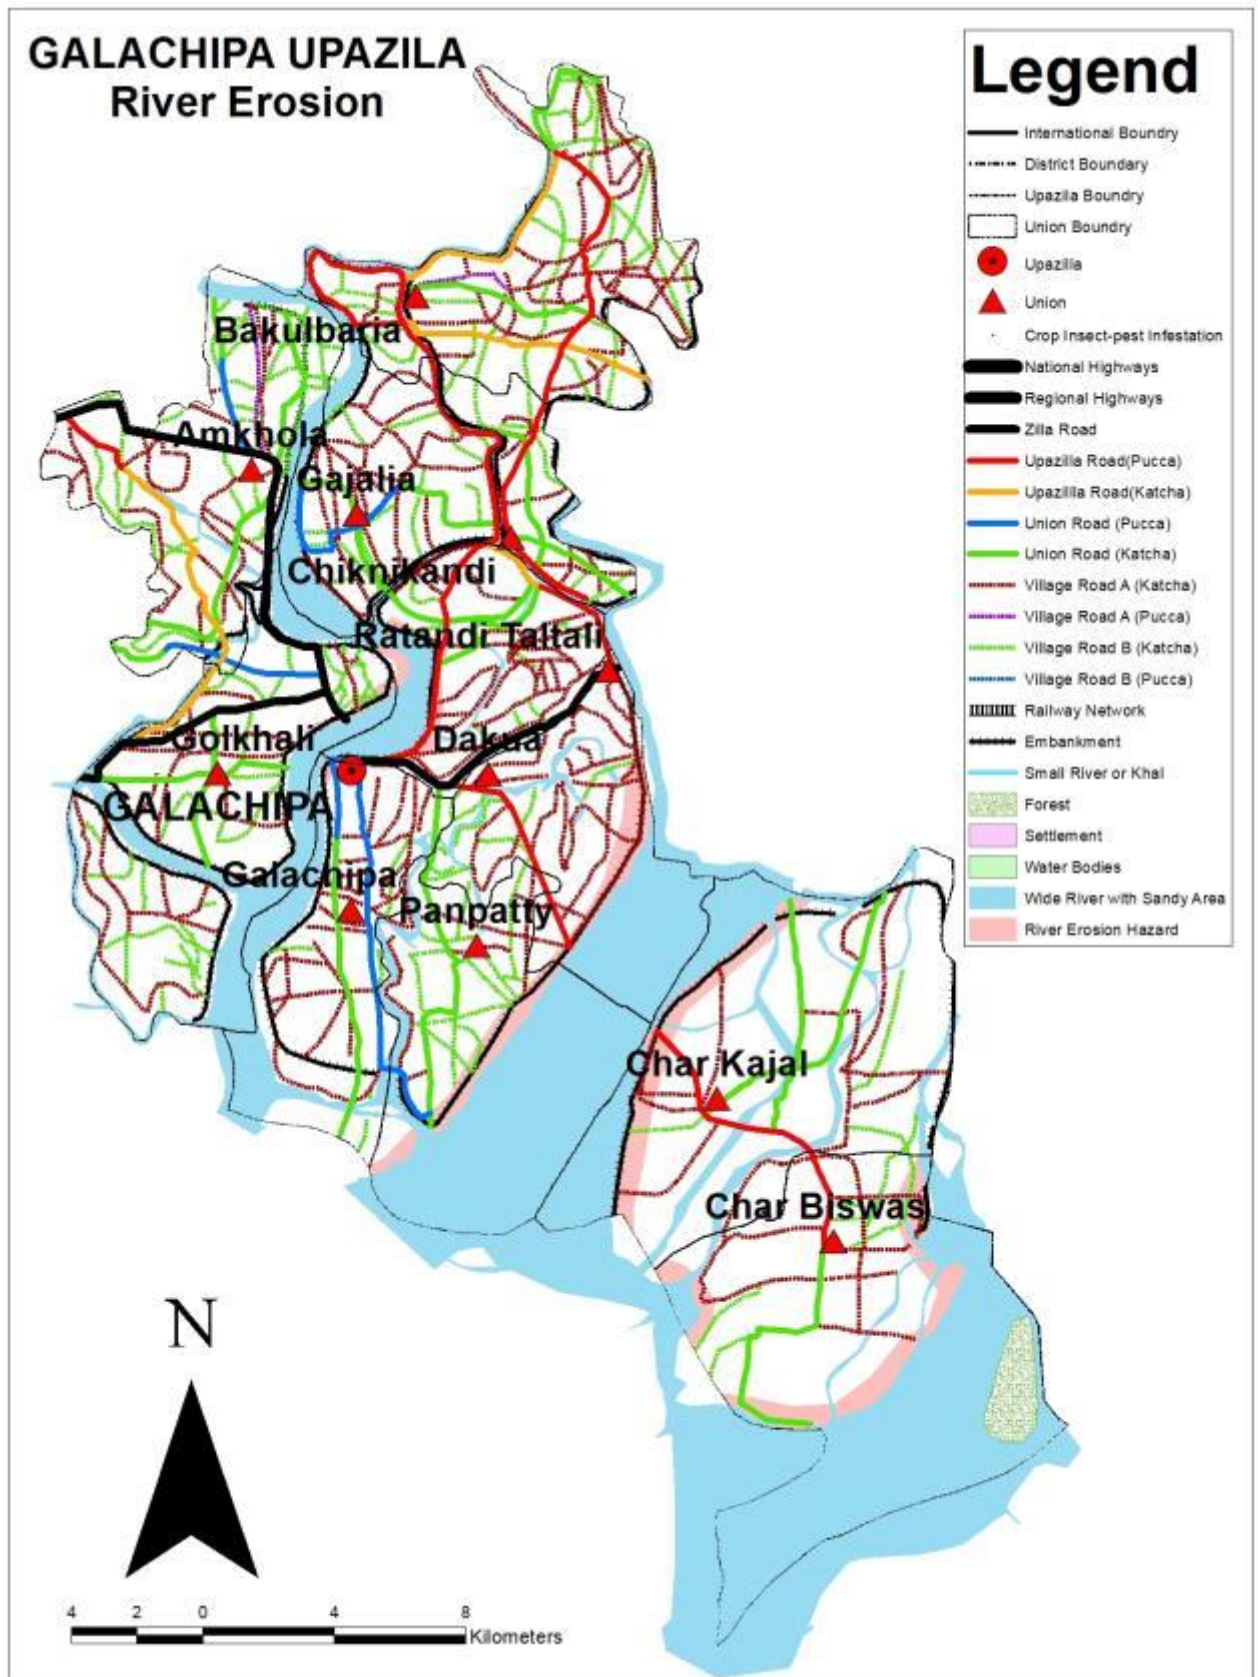 GALACHIPA UPAZILA
River Erosion
Legend
International Boundry
District Boundary
Upazila Boundry
Union Boundry
Upazilla
Union
Crop Insect-pest Infestation
National Highways
Regional Highways
Zilla Road
Upazilla Road(Pucca)
Upazillla Road(Katcha)
Union Road (Pucca)
Union Road (Katcha)
Village Road A (Katcha)
Village Road A (Pucca)
Village Road B (Katcha)
Village Road B (Pucca)
Railway Network
Embankment
Small River or Khal
Forest
Settlement
Water Bodies
Wide River with Sandy Area
River Erosion Hazard
Bakulbaria
Amkhola
Gajalia
Chiknikandi
Ratandi Taltali
Golkhali
Dakua
GALACHIPA
Galachipa
Panpatty
Char Kajal
Char Biswas
N
4 2 0 4 8
Kilometers